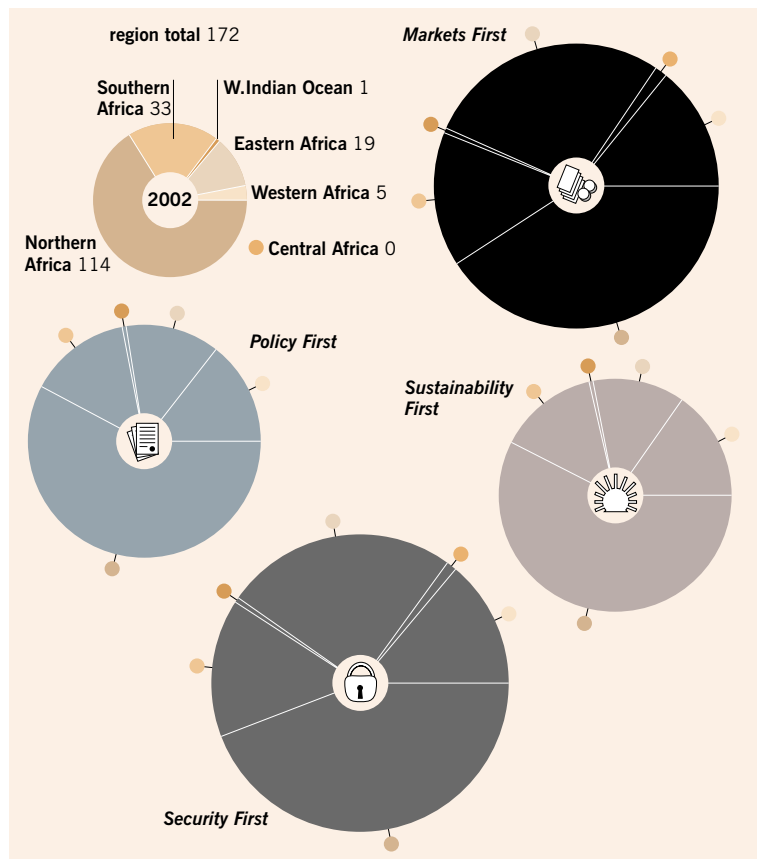 region total 172
Markets First
Southern
Africa 33
W.Indian Ocean 1
Eastern Africa 19
2002
Western Africa 5
Northern
Africa 114
Central Africa 0
Policy First
Sustainability
First
Security First